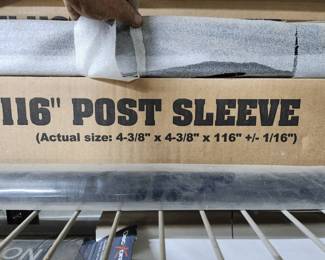 116" POST SLEEVE
(Actual size: 4-3/8" x 4-3/8" x 116" +/- 1/16")